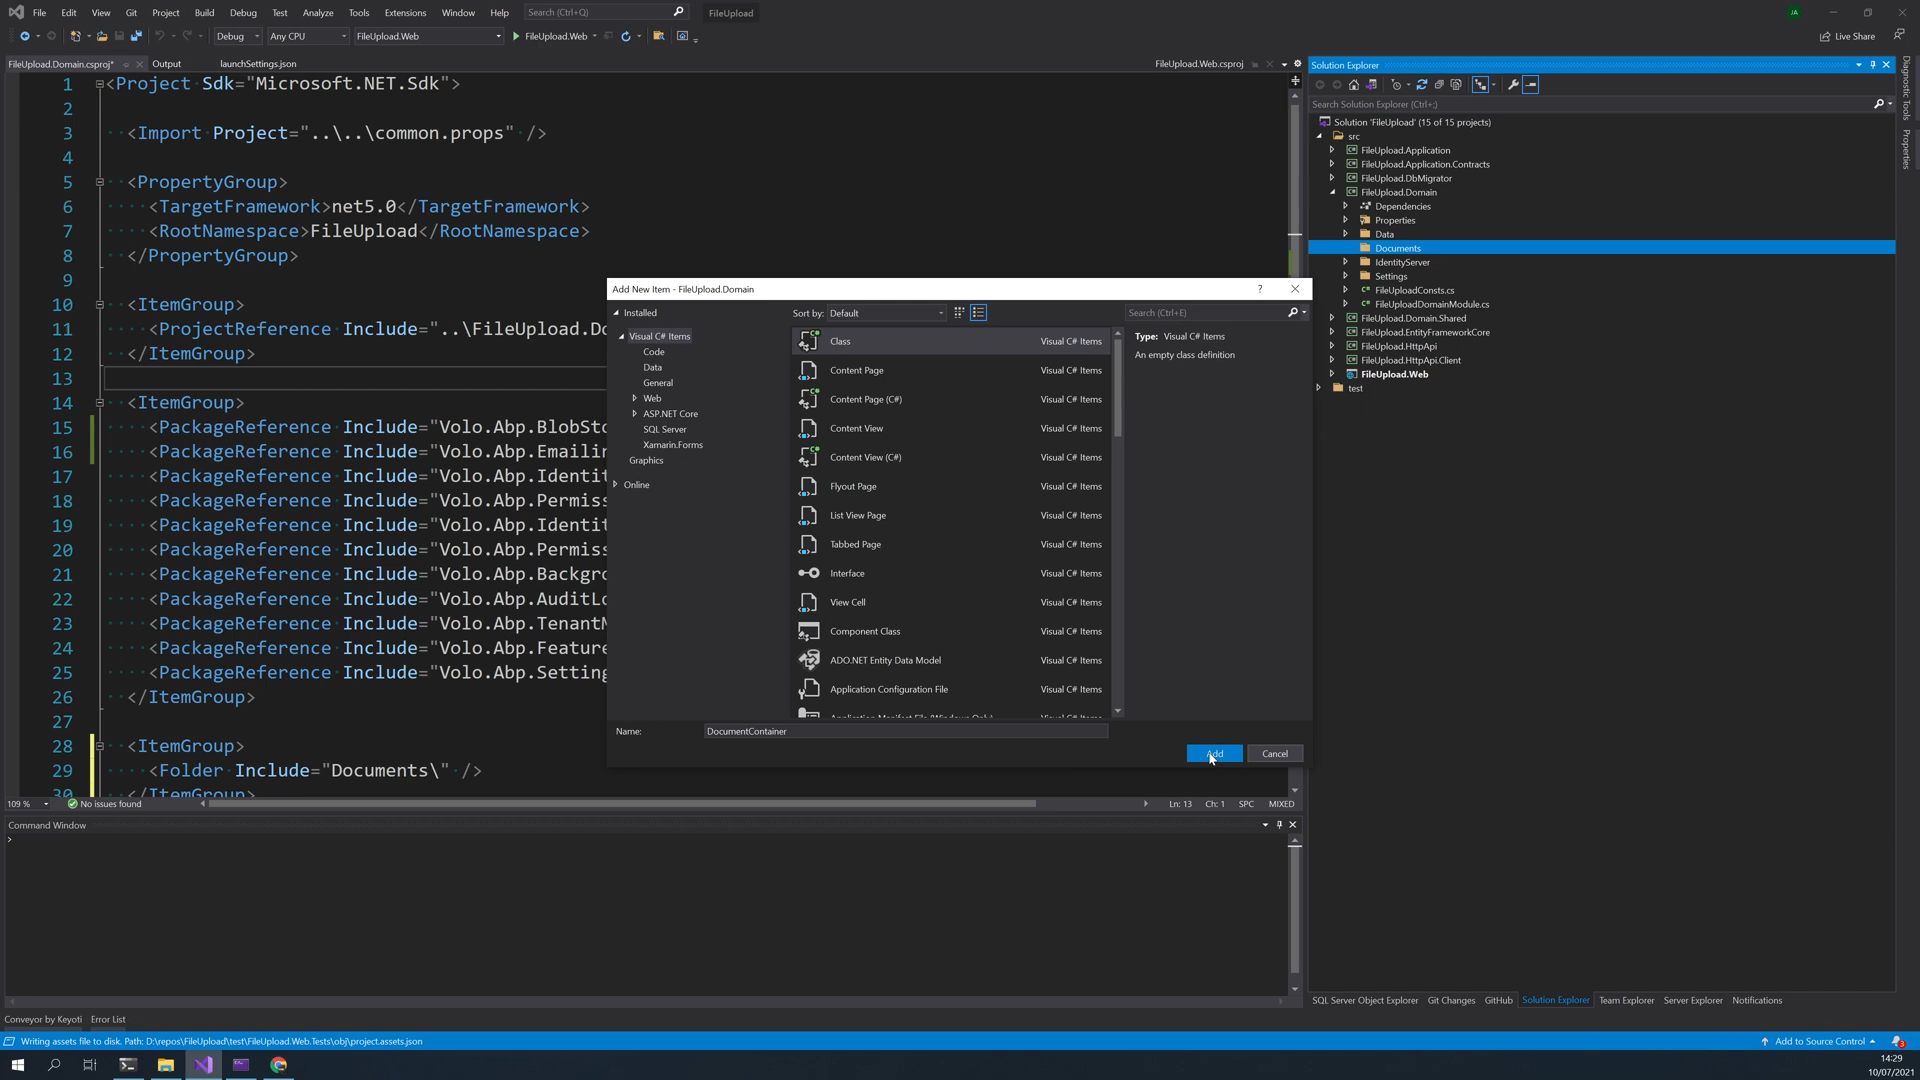 File Edit View Git Project Build Debug Test Analyze Tools Extensions Window Help Search (Ctrl+Q) FileUpload JA
Debug Any CPU FileUpload.Web FileUpload.Web Live Share
FileUpload.Domain.csproj* Output launchSettings.json FileUpload.Web.csproj
1 <Project Sdk="Microsoft.NET.Sdk">
2
3 <Import Project="..\..\common.props" />
4
5 <PropertyGroup>
6 <TargetFramework>net5.0</TargetFramework>
7 <RootNamespace>FileUpload</RootNamespace>
8 </PropertyGroup>
9
10 <ItemGroup>
11 <ProjectReference Include="..\FileUpload.Do
12 </ItemGroup>
13
14 <ItemGroup>
15 <PackageReference Include="Volo.Abp.BlobSto
16 <PackageReference Include="Volo.Abp.Emailin
17 <PackageReference Include="Volo.Abp.Identit
18 <PackageReference Include="Volo.Abp.Permiss
19 <PackageReference Include="Volo.Abp.Identit
20 <PackageReference Include="Volo.Abp.Permiss
21 <PackageReference Include="Volo.Abp.Backgro
22 <PackageReference Include="Volo.Abp.AuditLo
23 <PackageReference Include="Volo.Abp.TenantM
24 <PackageReference Include="Volo.Abp.Feature
25 <PackageReference Include="Volo.Abp.Setting
26 </ItemGroup>
27
28 <ItemGroup>
29 <Folder Include="Documents\" />
30 </ItemGroup>
109 % No issues found Ln: 13 Ch: 1 SPC MIXED
Add New Item - FileUpload.Domain ?
Installed
Visual C# Items
Code
Data
General
Web
ASP.NET Core
SQL Server
Xamarin.Forms
Graphics
Online
Sort by: Default
Class Visual C# Items
Content Page Visual C# Items
Content Page (C#) Visual C# Items
Content View Visual C# Items
Content View (C#) Visual C# Items
Flyout Page Visual C# Items
List View Page Visual C# Items
Tabbed Page Visual C# Items
Interface Visual C# Items
View Cell Visual C# Items
Component Class Visual C# Items
ADO.NET Entity Data Model Visual C# Items
Application Configuration File Visual C# Items
Application Manifest File (Windows Only) Visual C# Items
Search (Ctrl+E)
Type: Visual C# Items
An empty class definition
Name: DocumentContainer
Add Cancel
Command Window
>
Conveyor by Keyoti Error List
Solution Explorer
Search Solution Explorer (Ctrl+;)
Solution 'FileUpload' (15 of 15 projects)
src
FileUpload.Application
FileUpload.Application.Contracts
FileUpload.DbMigrator
FileUpload.Domain
Dependencies
Properties
Data
Documents
IdentityServer
Settings
FileUploadConsts.cs
FileUploadDomainModule.cs
FileUpload.Domain.Shared
FileUpload.EntityFrameworkCore
FileUpload.HttpApi
FileUpload.HttpApi.Client
FileUpload.Web
test
Diagnostic Tools
Properties
SQL Server Object Explorer Git Changes GitHub Solution Explorer Team Explorer Server Explorer Notifications
Writing assets file to disk. Path: D:\repos\FileUpload\test\FileUpload.Web.Tests\obj\project.assets.json Add to Source Control 3
14:29
10/07/2021